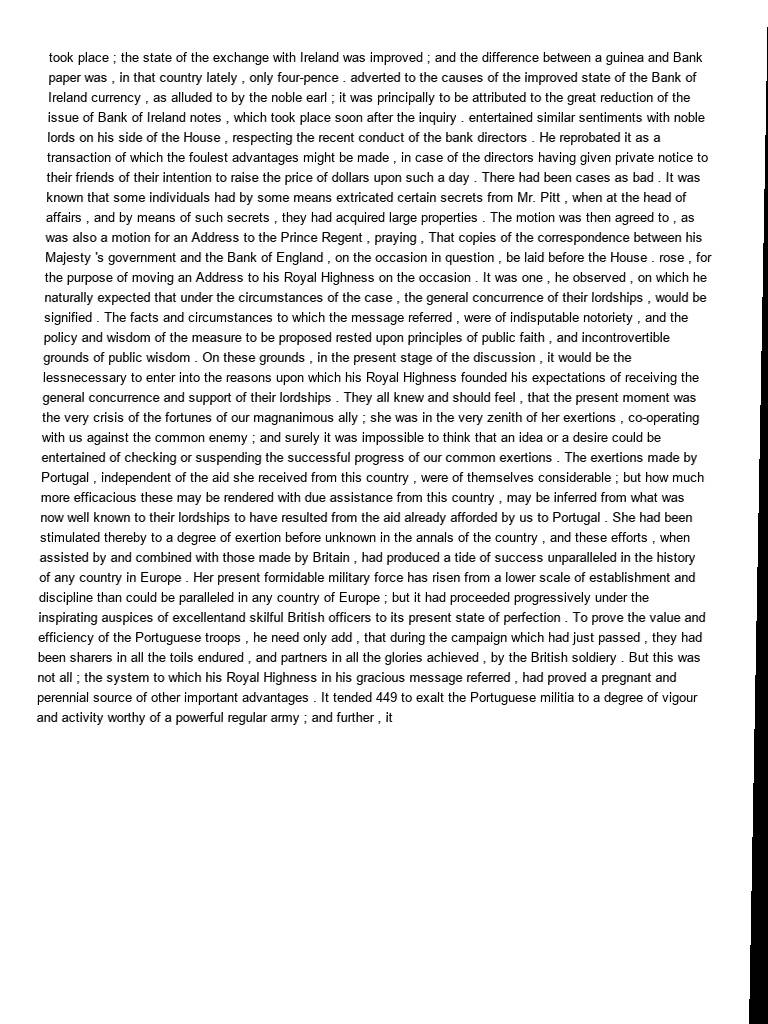 took place ; the state of the exchange with Ireland was improved ; and the difference between a guinea and Bank
paper was , in that country lately , only four-pence . adverted to the causes of the improved state of the Bank of
Ireland currency , as alluded to by the noble earl ; it was principally to be attributed to the great reduction of the
issue of Bank of Ireland notes , which took place soon after the inquiry . entertained similar sentiments with noble
lords on his side of the House , respecting the recent conduct of the bank directors . He reprobated it as a
transaction of which the foulest advantages might be made , in case of the directors having given private notice to
their friends of their intention to raise the price of dollars upon such a day . There had been cases as bad . It was
known that some individuals had by some means extricated certain secrets from Mr. Pitt , when at the head of
affairs , and by means of such secrets , they had acquired large properties . The motion was then agreed to , as
was also a motion for an Address to the Prince Regent , praying , That copies of the correspondence between his
Majesty 's government and the Bank of England , on the occasion in question , be laid before the House . rose , for
the purpose of moving an Address to his Royal Highness on the occasion . It was one , he observed , on which he
naturally expected that under the circumstances of the case , the general concurrence of their lordships , would be
signified . The facts and circumstances to which the message referred , were of indisputable notoriety , and the
policy and wisdom of the measure to be proposed rested upon principles of public faith , and incontrovertible
grounds of public wisdom . On these grounds , in the present stage of the discussion , it would be the
lessnecessary to enter into the reasons upon which his Royal Highness founded his expectations of receiving the
general concurrence and support of their lordships . They all knew and should feel , that the present moment was
the very crisis of the fortunes of our magnanimous ally ; she was in the very zenith of her exertions , co-operating
with us against the common enemy ; and surely it was impossible to think that an idea or a desire could be
entertained of checking or suspending the successful progress of our common exertions . The exertions made by
Portugal , independent of the aid she received from this country , were of themselves considerable ; but how much
more efficacious these may be rendered with due assistance from this country , may be inferred from what was
now well known to their lordships to have resulted from the aid already afforded by us to Portugal . She had been
stimulated thereby to a degree of exertion before unknown in the annals of the country , and these efforts , when
assisted by and combined with those made by Britain , had produced a tide of success unparalleled in the history
of any country in Europe . Her present formidable military force has risen from a lower scale of establishment and
discipline than could be paralleled in any country of Europe ; but it had proceeded progressively under the
inspirating auspices of excellentand skilful British officers to its present state of perfection . To prove the value and
efficiency of the Portuguese troops , he need only add , that during the campaign which had just passed , they had
been sharers in all the toils endured , and partners in all the glories achieved , by the British soldiery . But this was
not all ; the system to which his Royal Highness in his gracious message referred , had proved a pregnant and
perennial source of other important advantages . It tended 449 to exalt the Portuguese militia to a degree of vigour
and activity worthy of a powerful regular army ; and further , it